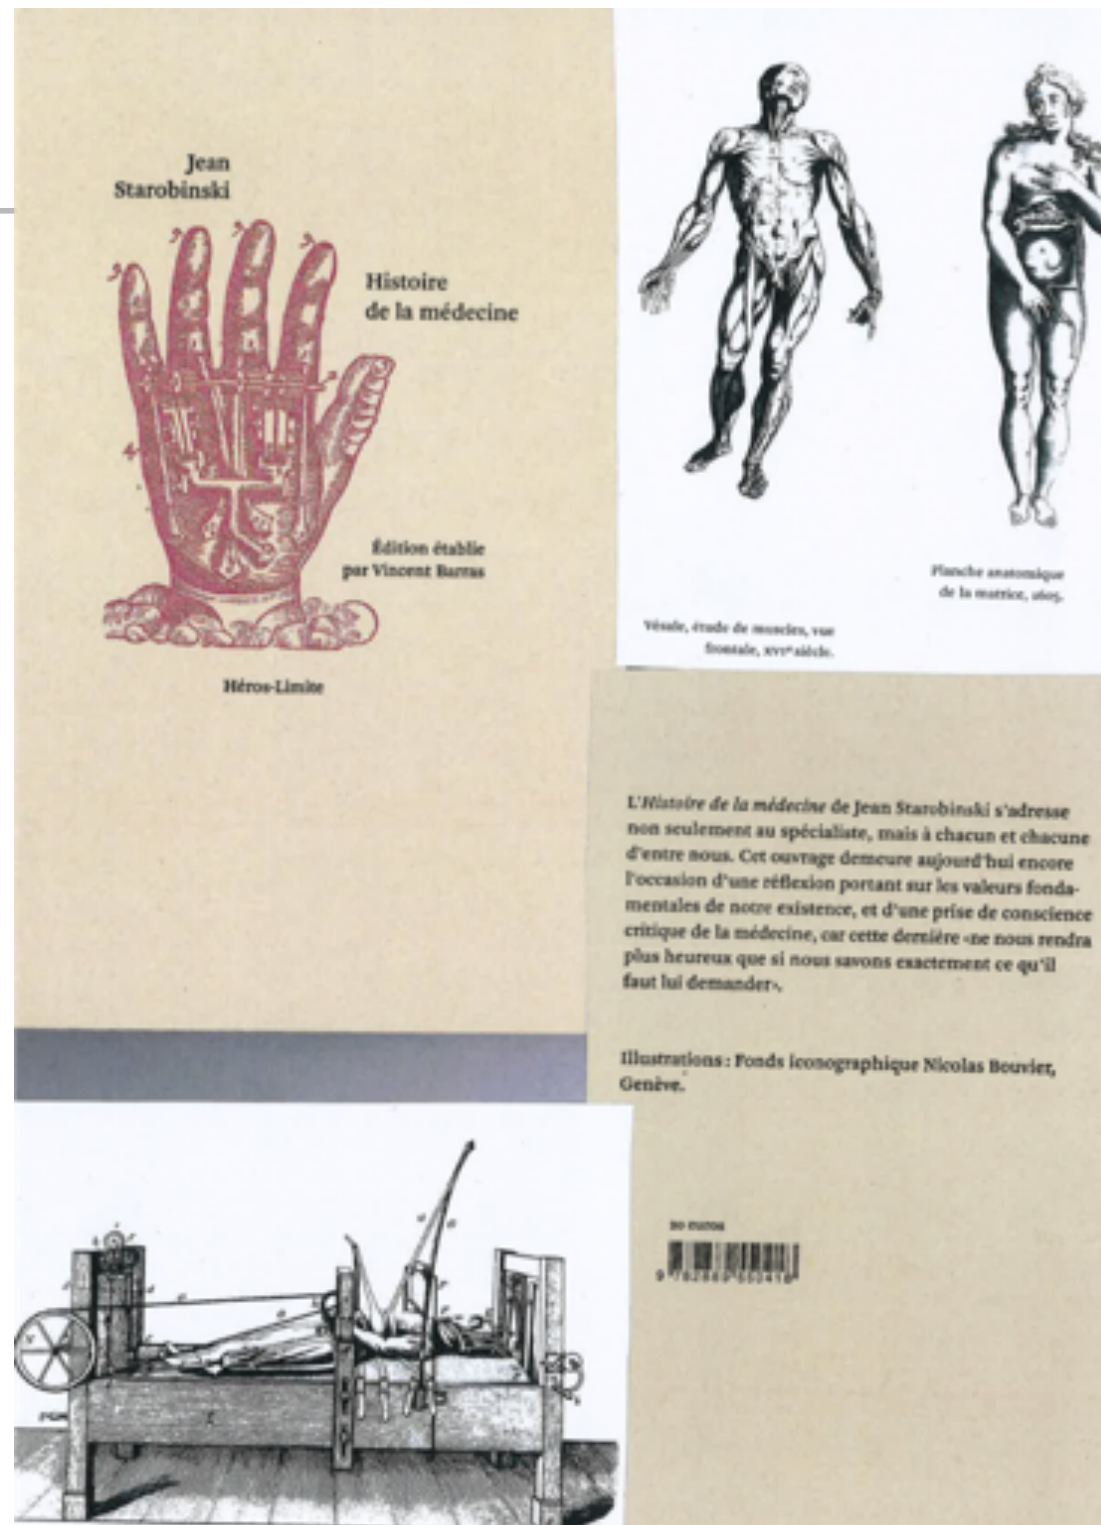 Jean
Starobinski
Histoire
de la médecine
Édition établie
par Vincent Barras
Héros-Limite
Vésale, étude de muscles, vue
frontale, XVIᵉ siècle.
Planche anatomique
de la matrice, 1605.
L'Histoire de la médecine de Jean Starobinski s'adresse
non seulement au spécialiste, mais à chacun et chacune
d'entre nous. Cet ouvrage demeure aujourd'hui encore
l'occasion d'une réflexion portant sur les valeurs fonda-
mentales de notre existence, et d'une prise de conscience
critique de la médecine, car cette dernière «ne nous rendra
plus heureux que si nous savons exactement ce qu'il
faut lui demander».
Illustrations : Fonds iconographique Nicolas Bouvier,
Genève.
20 euros